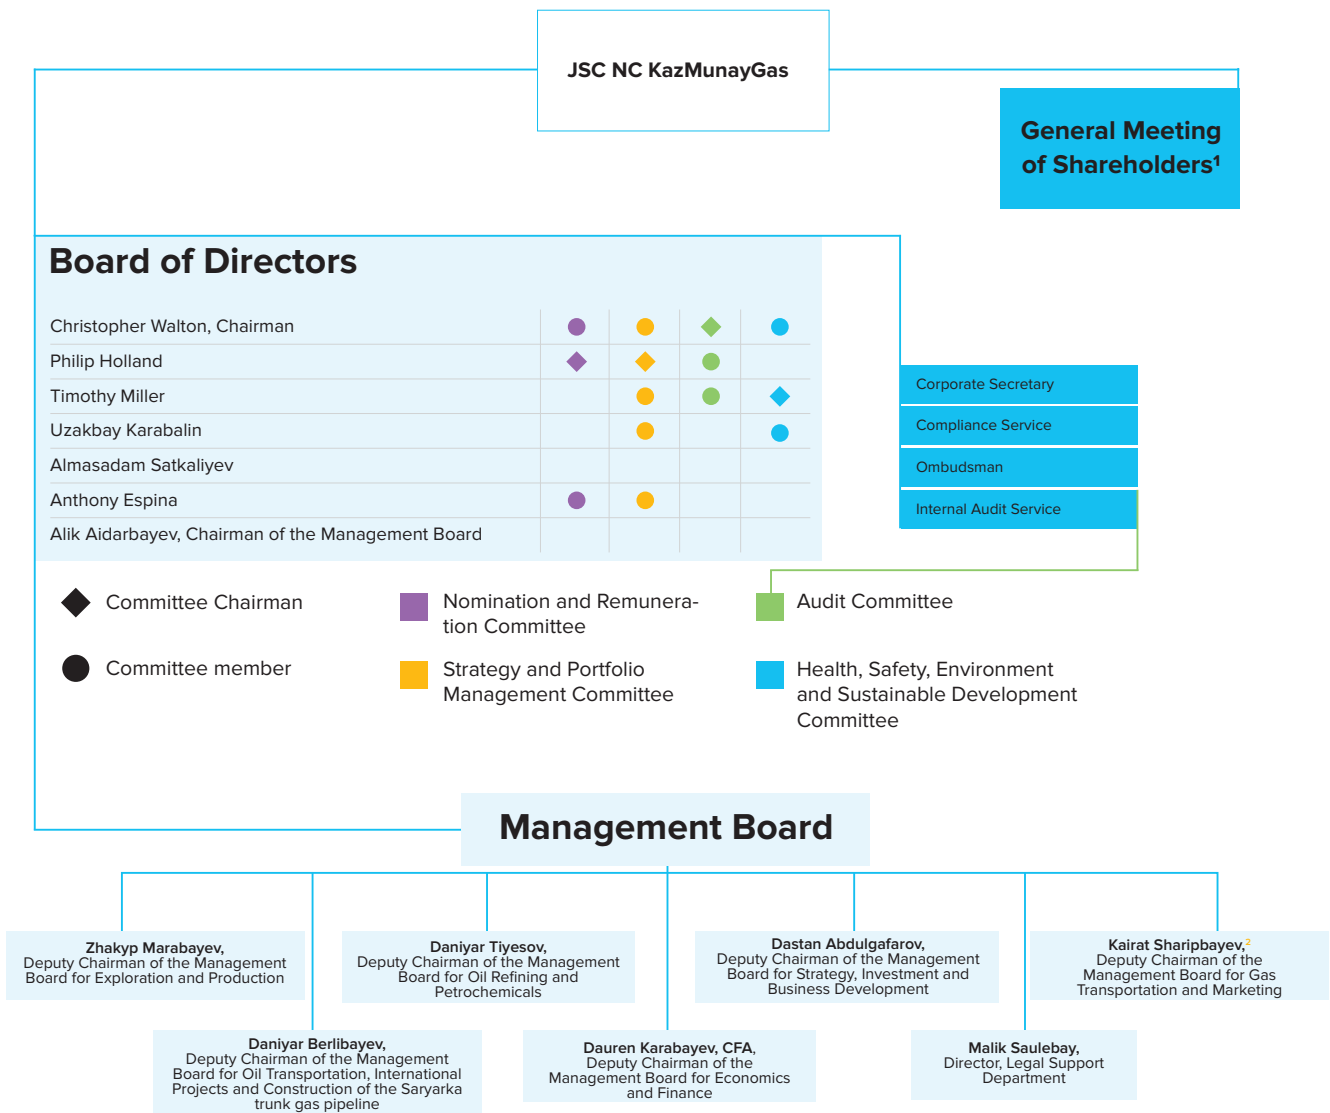 JSC NC KazMunayGas
General Meeting
of Shareholders¹
Board of Directors
Christopher Walton, Chairman
Philip Holland
Timothy Miller
Uzakbay Karabalin
Almasadam Satkaliyev
Anthony Espina
Alik Aidarbayev, Chairman of the Management Board
Corporate Secretary
Compliance Service
Ombudsman
Internal Audit Service
Committee Chairman
Committee member
Nomination and Remunera-
tion Committee
Strategy and Portfolio
Management Committee
Audit Committee
Health, Safety, Environment
and Sustainable Development
Committee
Management Board
Zhakyp Marabayev,
Deputy Chairman of the Management
Board for Exploration and Production
Daniyar Tiyesov,
Deputy Chairman of the Management
Board for Oil Refining and
Petrochemicals
Dastan Abdulgafarov,
Deputy Chairman of the Management
Board for Strategy, Investment and
Business Development
Kairat Sharipbayev,²
Deputy Chairman of the
Management Board for Gas
Transportation and Marketing
Daniyar Berlibayev,
Deputy Chairman of the Management
Board for Oil Transportation, International
Projects and Construction of the Saryarka
trunk gas pipeline
Dauren Karabayev, CFA,
Deputy Chairman of the
Management Board for Economics
and Finance
Malik Saulebay,
Director, Legal Support
Department